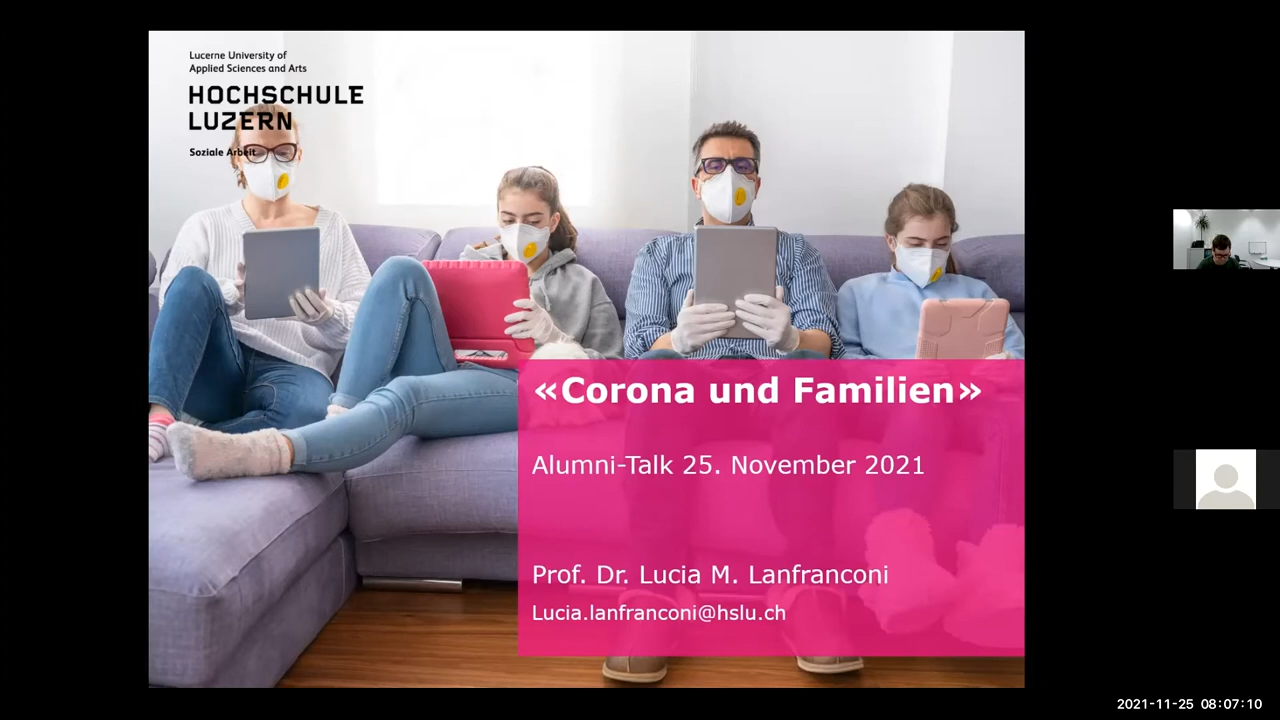 Lucerne University of
Applied Sciences and Arts
HOCHSCHULE
LUZERN
Soziale Arbeit
«Corona und Familien»
Alumni-Talk 25. November 2021
Prof. Dr. Lucia M. Lanfranconi
Lucia.lanfranconi@hslu.ch
2021-11-25 08:07:10